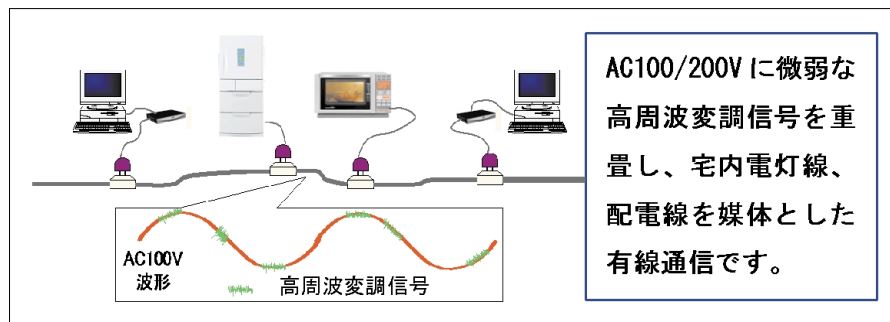 AC100/200Vに微弱な
高周波変調信号を重
畳し、宅内電灯線、
配電線を媒体とした
有線通信です。
AC100V
波形
高周波変調信号